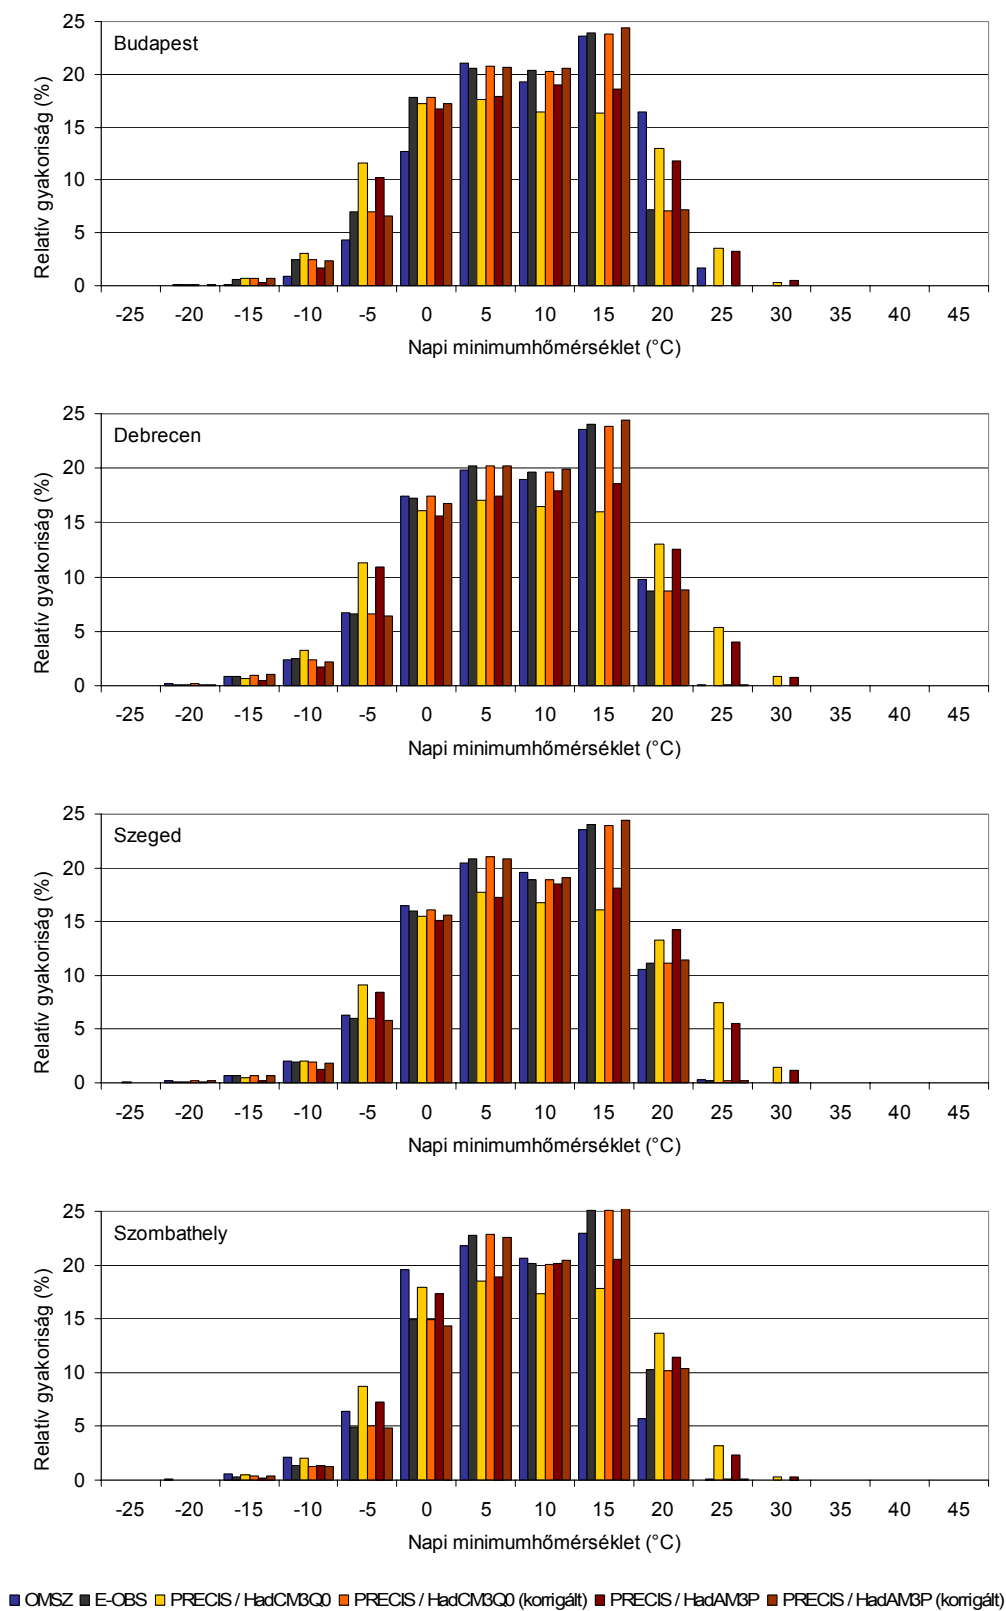 Budapest
Relatív gyakoriság (%)
25
20
15
10
5
0
-25 -20 -15 -10 -5 0 5 10 15 20 25 30 35 40 45
Napi minimumhőmérséklet (°C)
Debrecen
Relatív gyakoriság (%)
25
20
15
10
5
0
-25 -20 -15 -10 -5 0 5 10 15 20 25 30 35 40 45
Napi minimumhőmérséklet (°C)
Szeged
Relatív gyakoriság (%)
25
20
15
10
5
0
-25 -20 -15 -10 -5 0 5 10 15 20 25 30 35 40 45
Napi minimumhőmérséklet (°C)
Szombathely
Relatív gyakoriság (%)
25
20
15
10
5
0
-25 -20 -15 -10 -5 0 5 10 15 20 25 30 35 40 45
Napi minimumhőmérséklet (°C)
OMSZ E-OBS PRECIS / HadCM3Q0 PRECIS / HadCM3Q0 (korrigált) PRECIS / HadAM3P PRECIS / HadAM3P (korrigált)